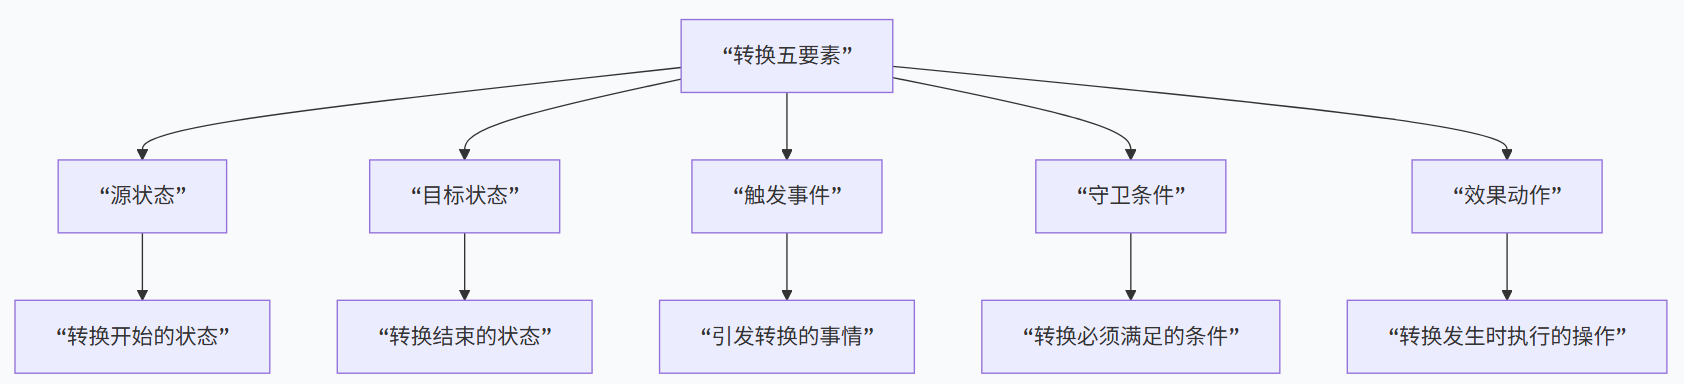 “转换五要素”
“源状态”
“目标状态”
“触发事件”
“守卫条件”
“效果动作”
“转换开始的状态”
“转换结束的状态”
“引发转换的事情”
“转换必须满足的条件”
“转换发生时执行的操作”